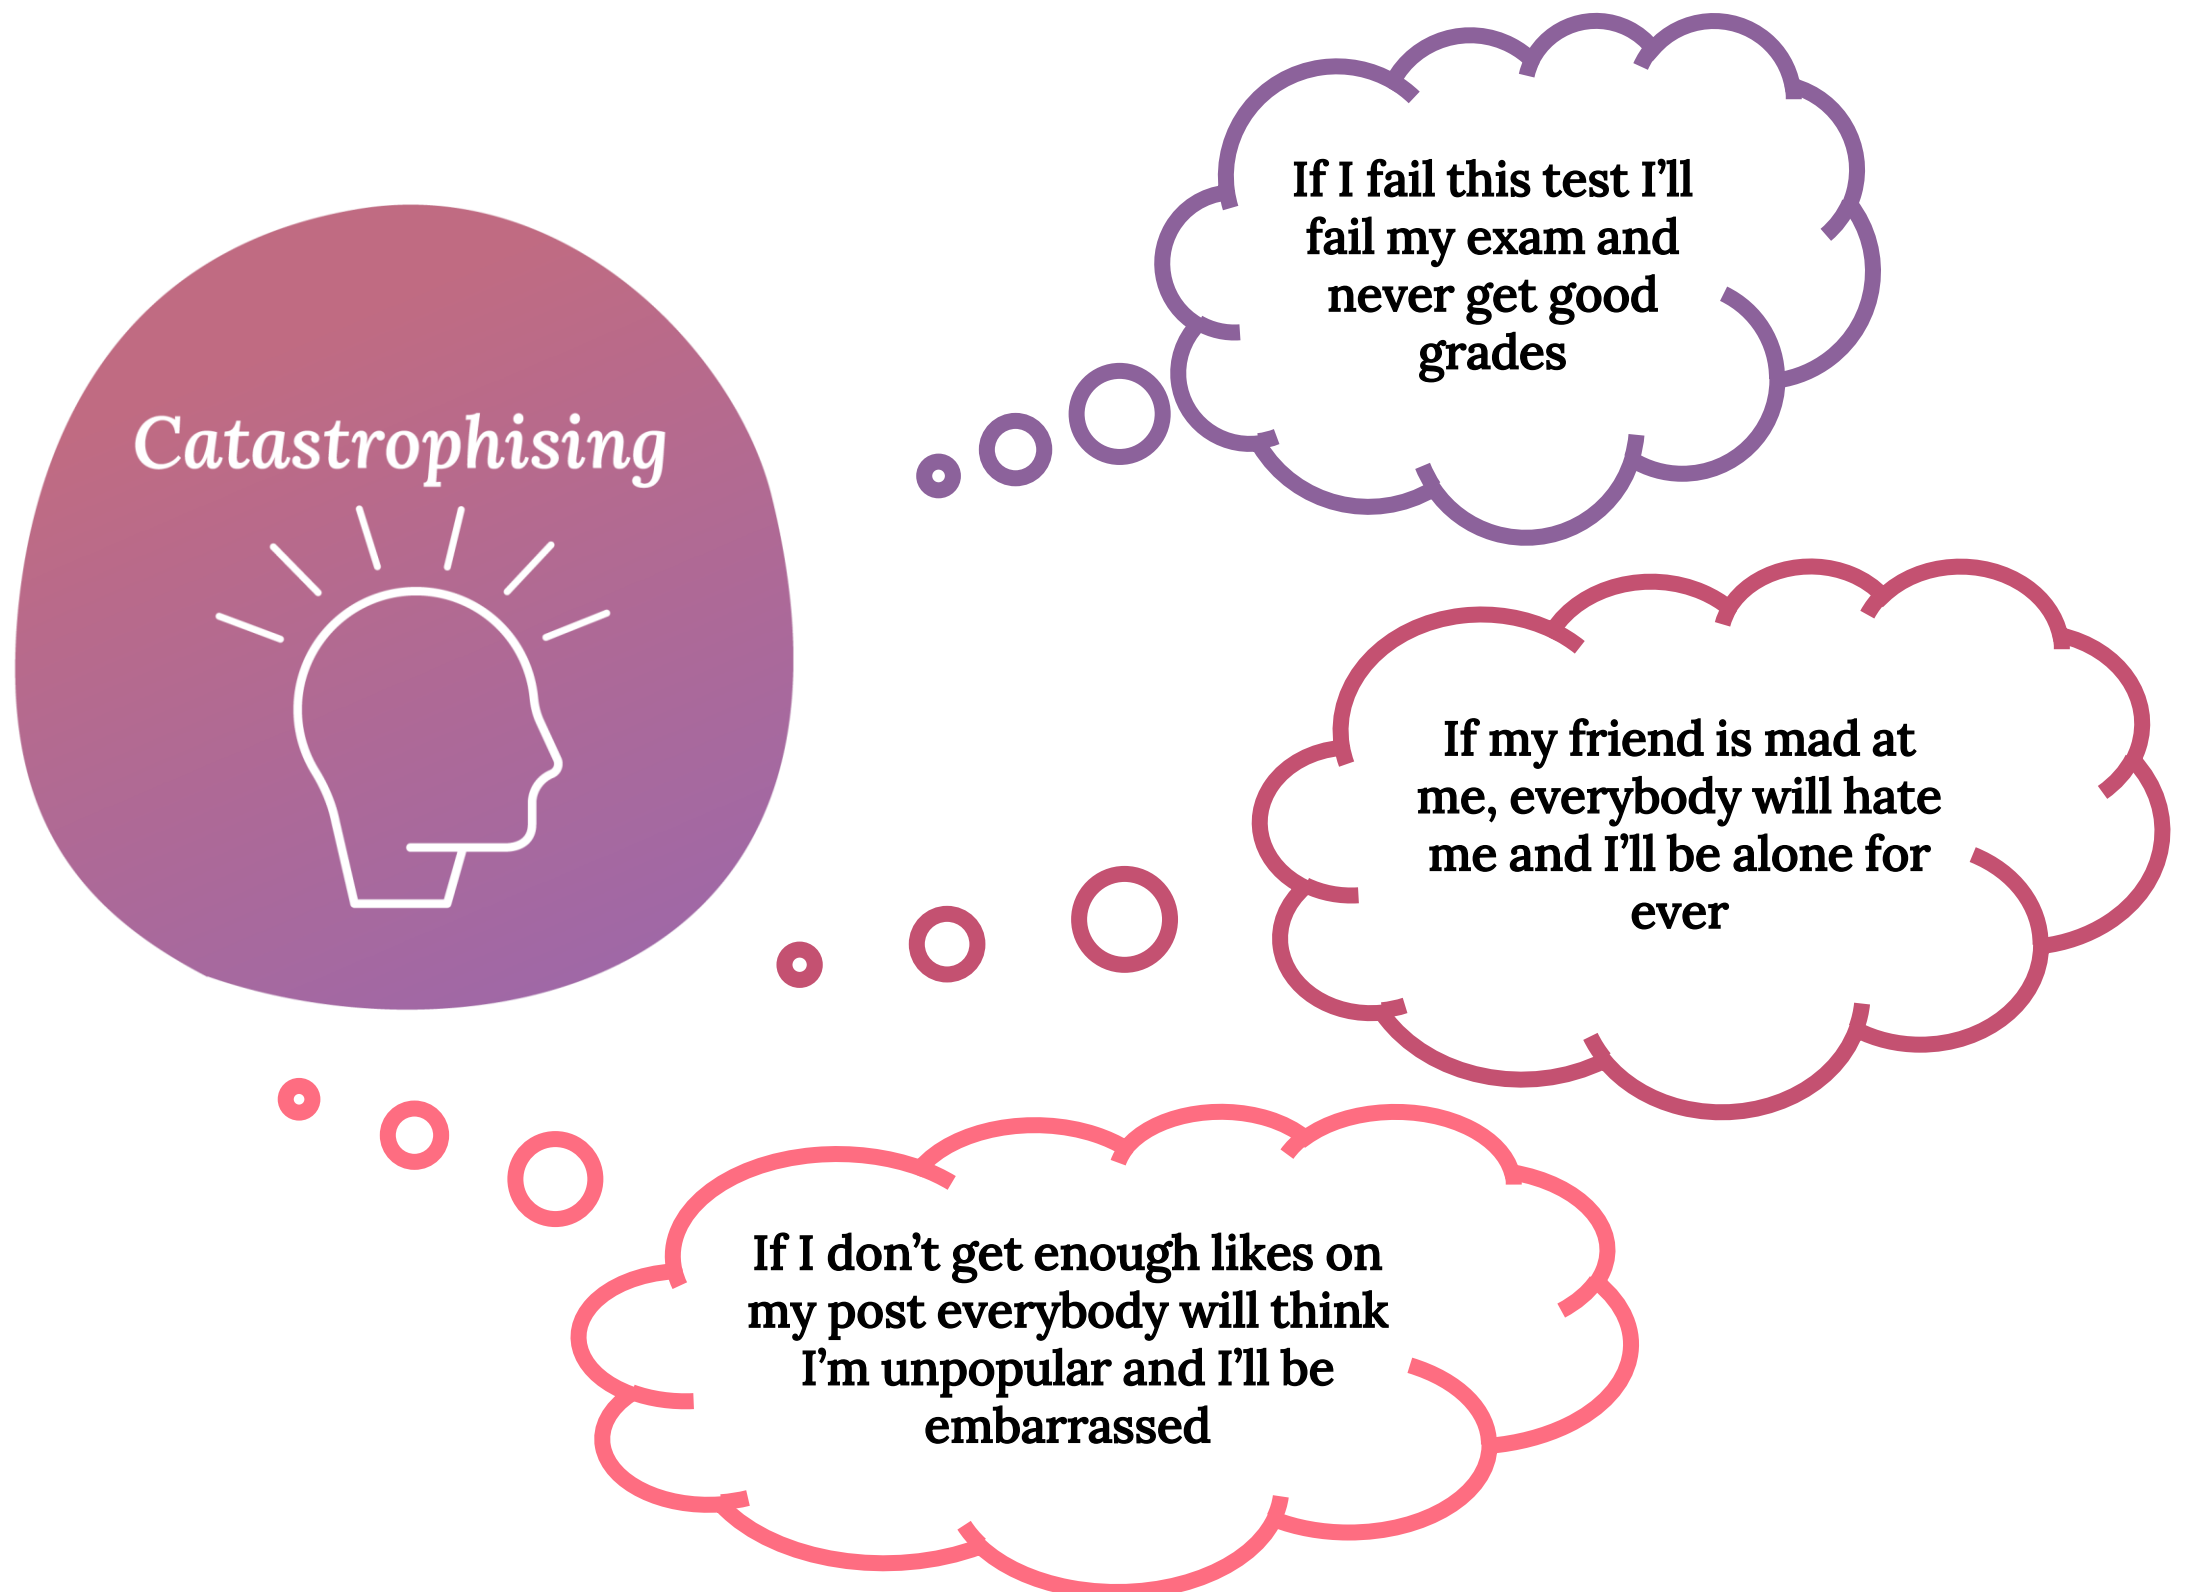 Catastrophising
If I fail this test I’ll
fail my exam and
never get good
grades
If my friend is mad at
me, everybody will hate
me and I’ll be alone for
ever
If I don’t get enough likes on
my post everybody will think
I’m unpopular and I’ll be
embarrassed